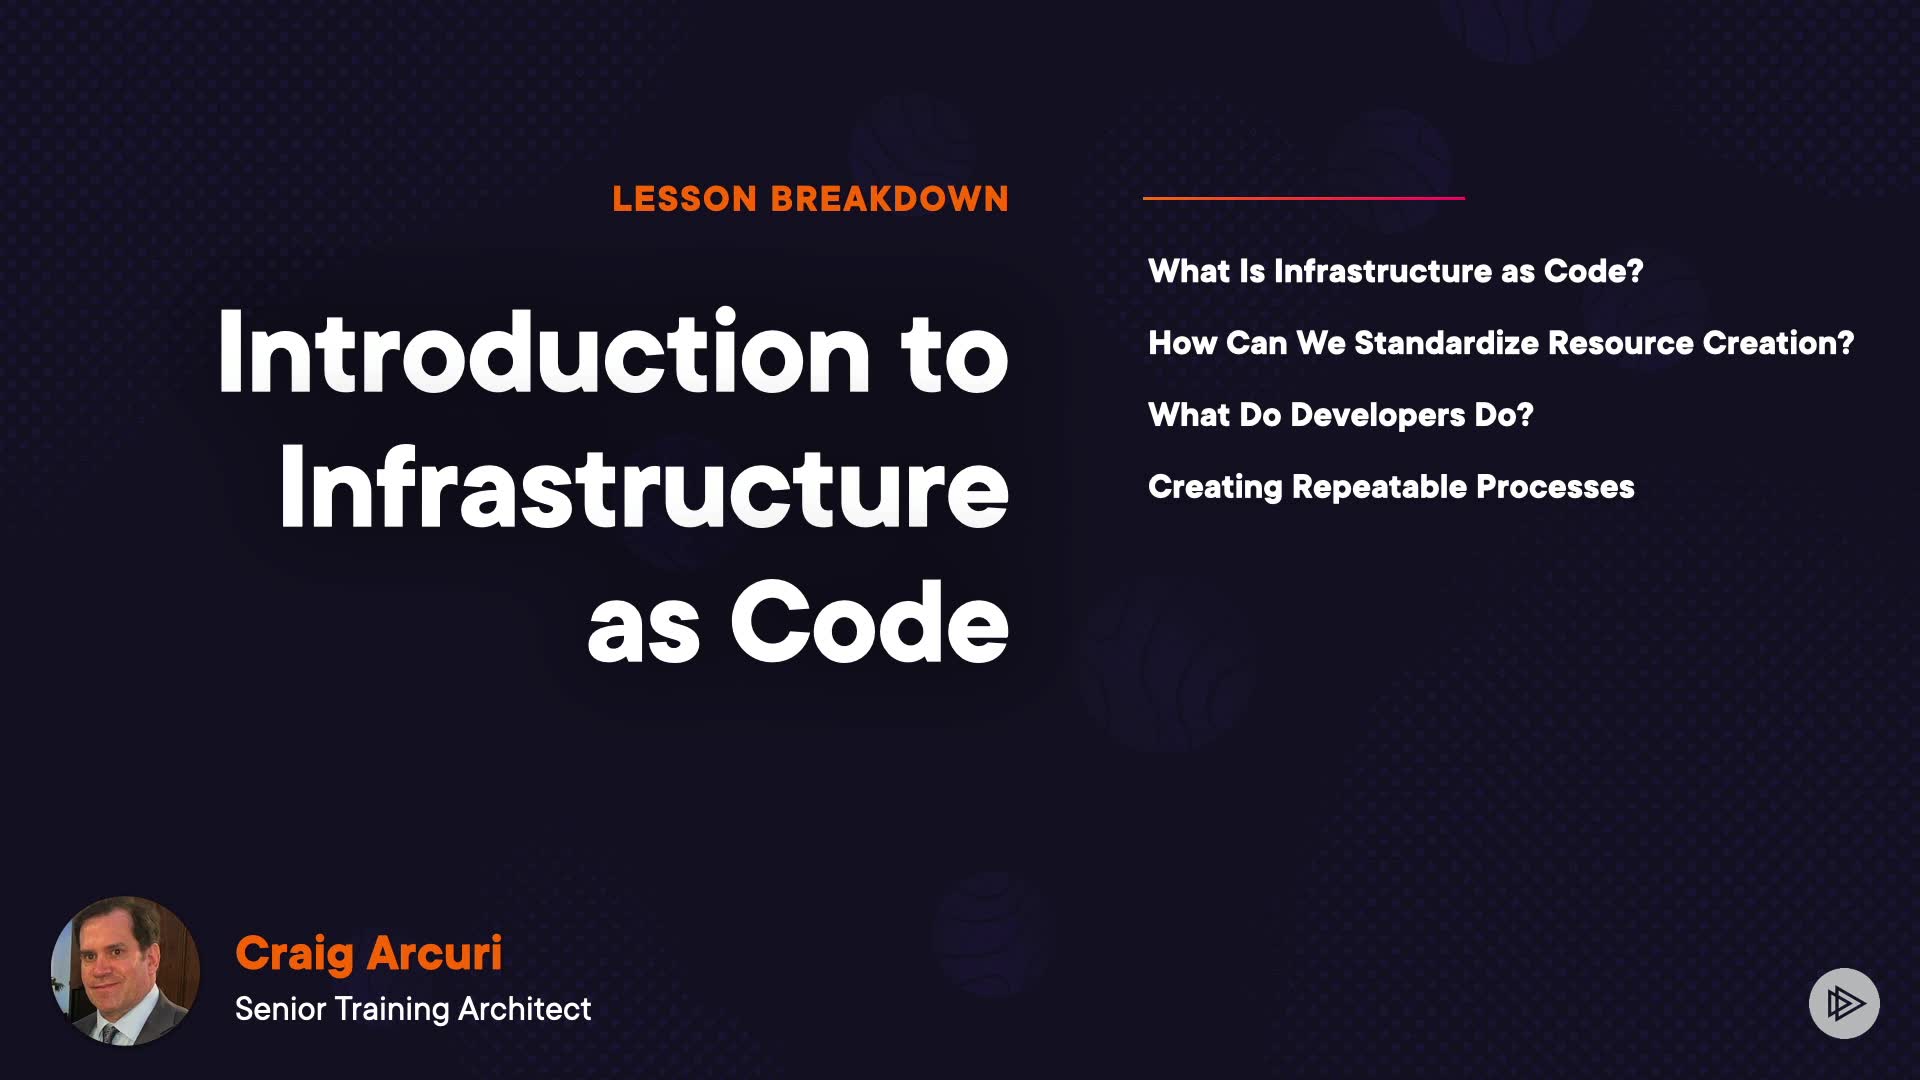 LESSON BREAKDOWN
Introduction to
Infrastructure
as Code
What Is Infrastructure as Code?
How Can We Standardize Resource Creation?
What Do Developers Do?
Creating Repeatable Processes
Craig Arcuri
Senior Training Architect